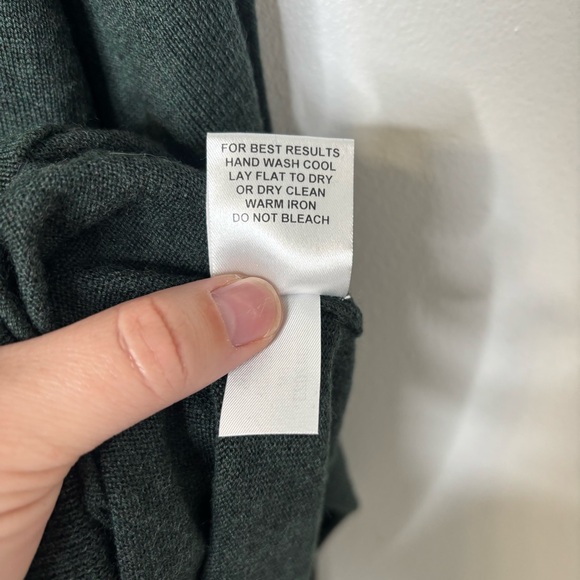 FOR BEST RESULTS
HAND WASH COOL
LAY FLAT TO DRY
OR DRY CLEAN
WARM IRON
DO NOT BLEACH